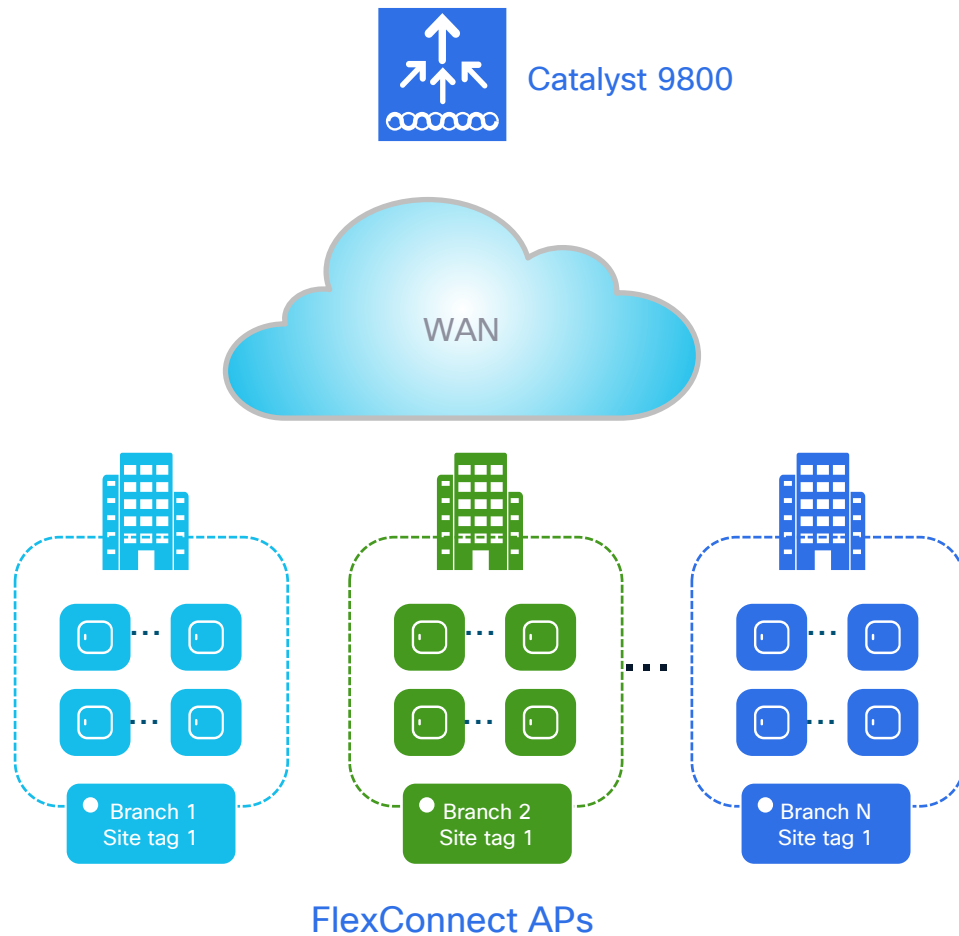 Catalyst 9800
WAN
Branch 1
Site tag 1
Branch 2
Site tag 1
Branch N
Site tag 1
FlexConnect APs